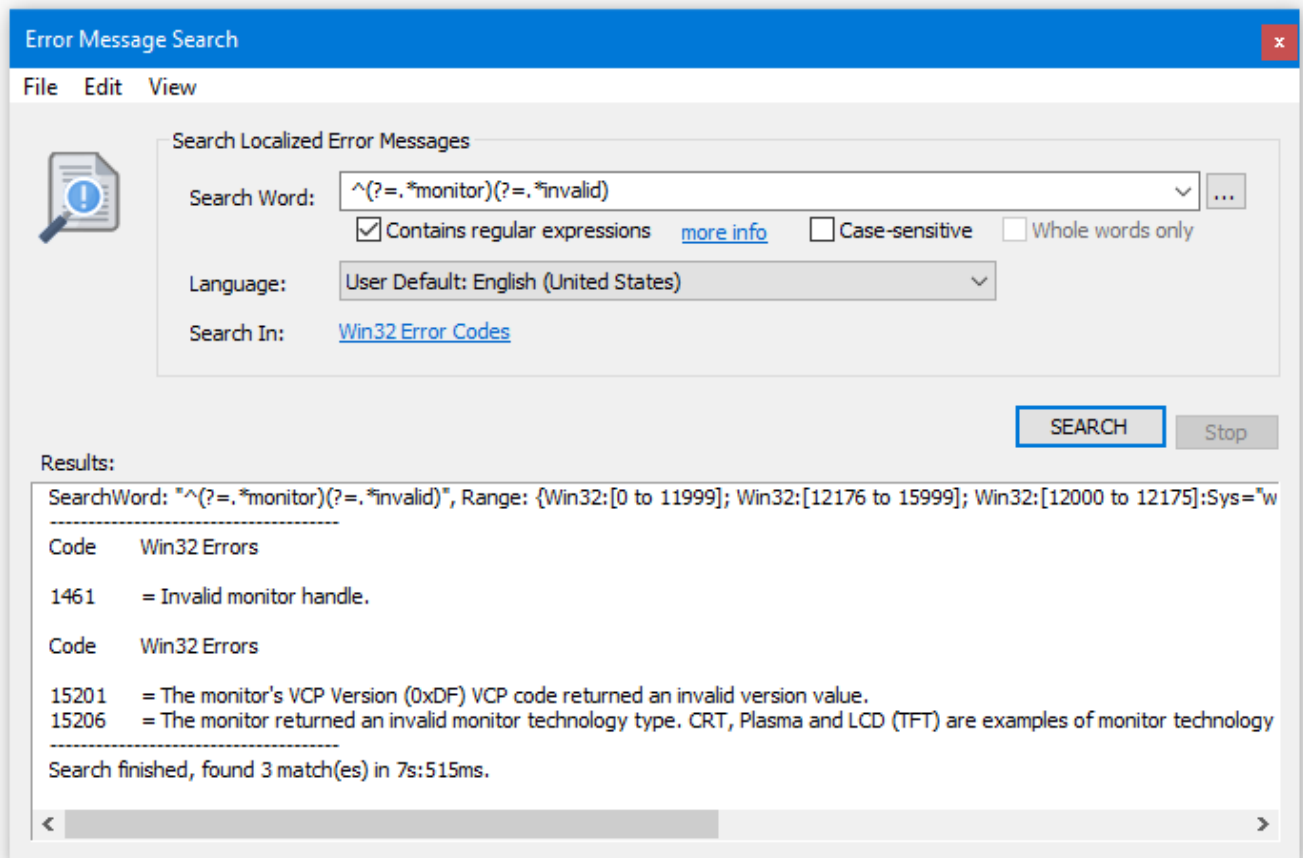 Error Message Search
x
File Edit View
Search Localized Error Messages
Search Word: ^(?=.*monitor)(?=.*invalid) ...
Contains regular expressions more info Case-sensitive Whole words only
Language: User Default: English (United States)
Search In: Win32 Error Codes
SEARCH Stop
Results:
SearchWord: "^(?=.*monitor)(?=.*invalid)", Range: {Win32:[0 to 11999]; Win32:[12176 to 15999]; Win32:[12000 to 12175]:Sys="w
--------------------------------------
Code Win32 Errors
1461 = Invalid monitor handle.
Code Win32 Errors
15201 = The monitor's VCP Version (0xDF) VCP code returned an invalid version value.
15206 = The monitor returned an invalid monitor technology type. CRT, Plasma and LCD (TFT) are examples of monitor technology
--------------------------------------
Search finished, found 3 match(es) in 7s:515ms.